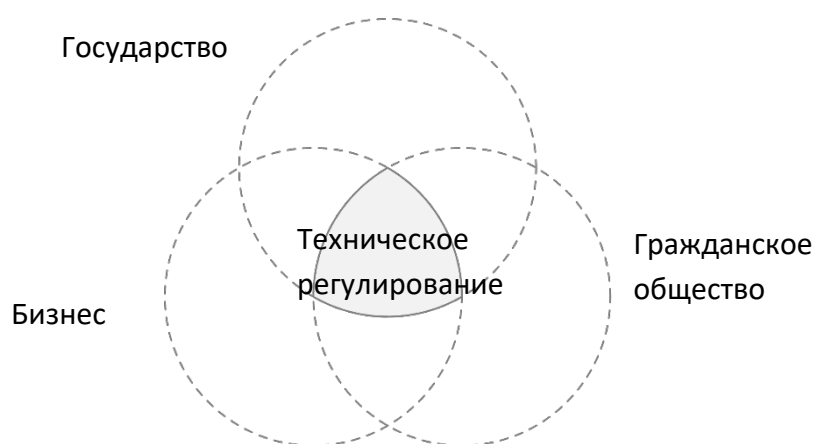 Государство
Техническое
регулирование
Гражданское
общество
Бизнес